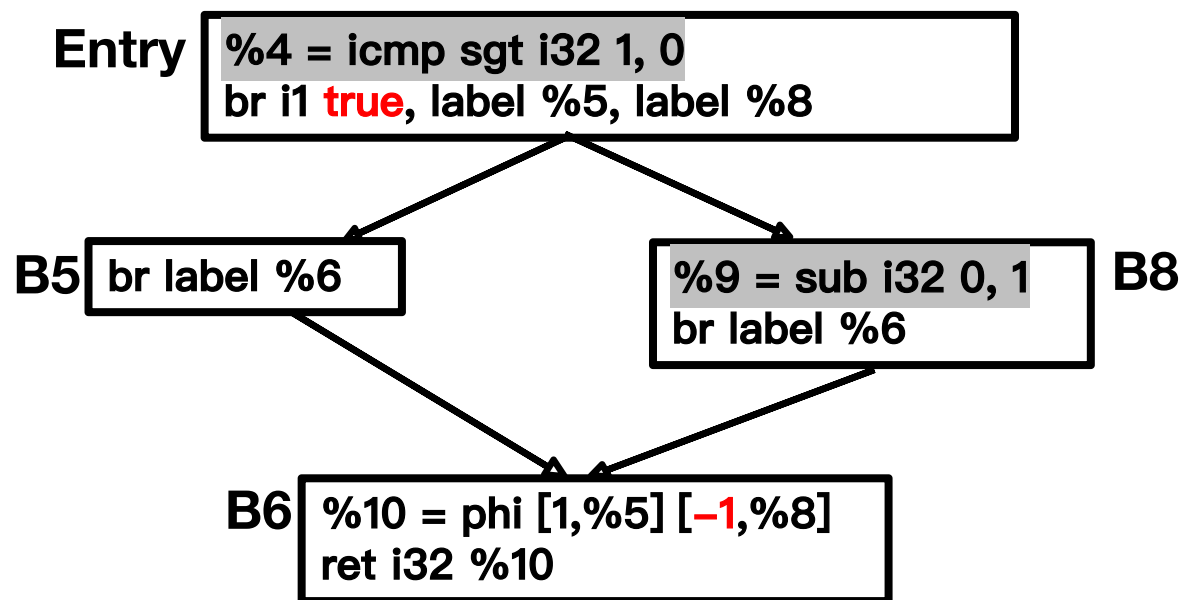 Entry
%4 = icmp sgt i32 1, 0
br i1 true, label %5, label %8
B5
br label %6
%9 = sub i32 0, 1
br label %6
B8
B6
%10 = phi [1,%5] [–1,%8]
ret i32 %10